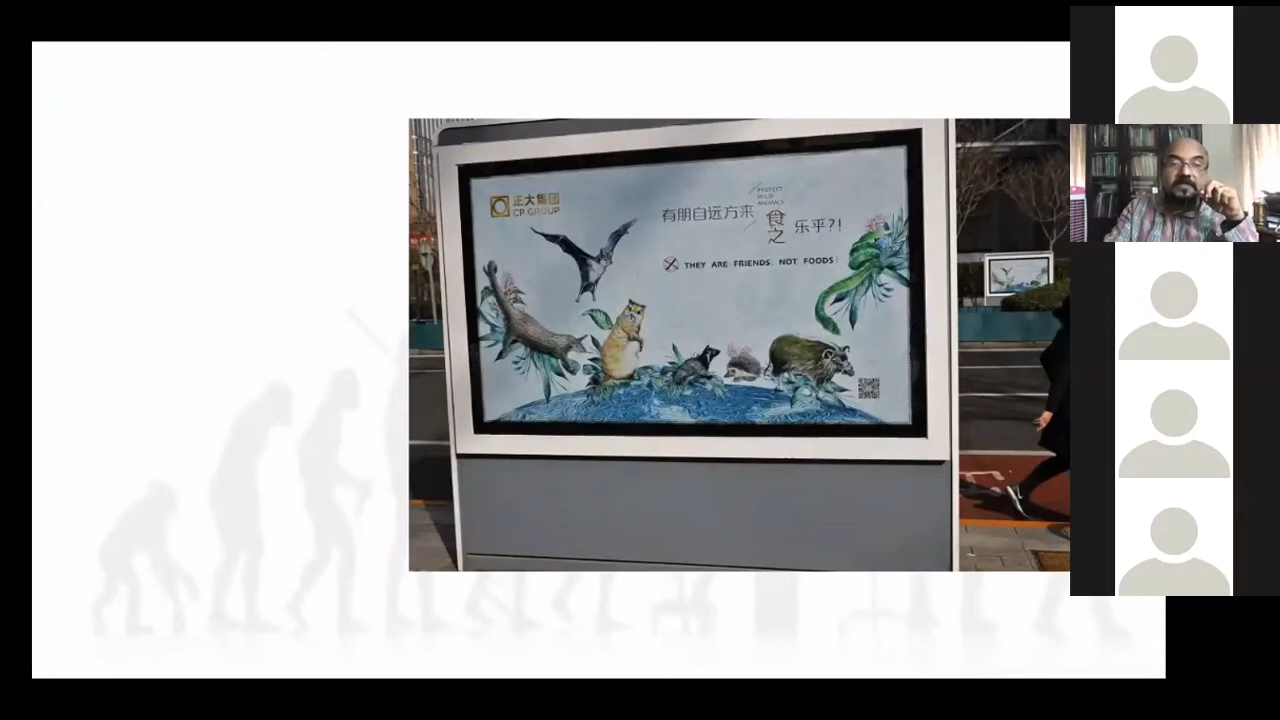 正大集团
CP GROUP
PROTECT
WILD
ANIMALS
有朋自远方来 食之 乐乎?!
THEY ARE FRIENDS, NOT FOODS!